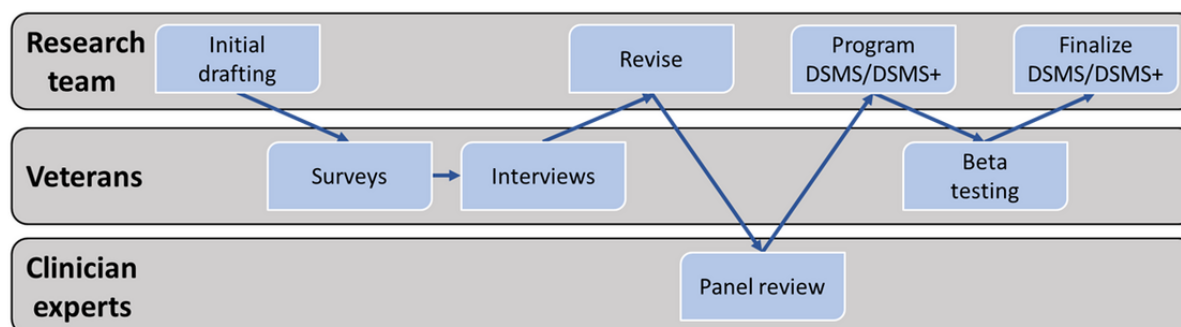 Research
team
Initial
drafting
Revise
Program
DSMS/DSMS+
Finalize
DSMS/DSMS+
Veterans
Surveys
Interviews
Beta
testing
Clinician
experts
Panel review